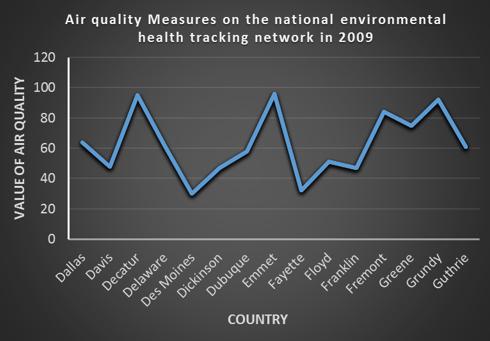 Air quality Measures on the national environmental
health tracking network in 2009
VALUE OF AIR QUALITY
120
100
80
60
40
20
0
Dallas
Davis
Decatur
Delaware
Des Moines
Dickinson
Dubuque
Emmet
Fayette
Floyd
Franklin
Fremont
Greene
Grundy
Guthrie
COUNTRY